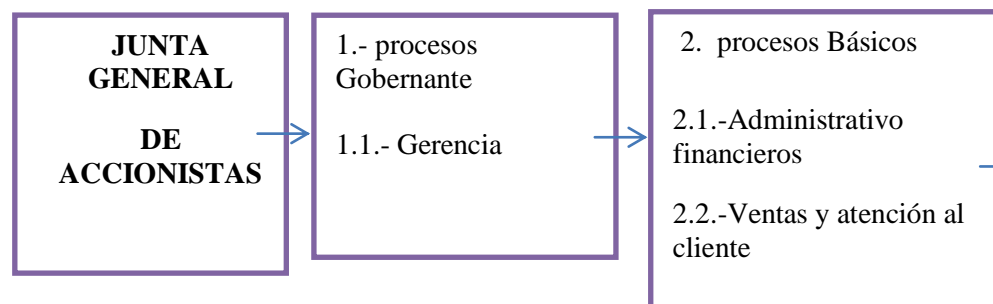 JUNTA
GENERAL
DE
ACCIONISTAS
1.- procesos
Gobernante
1.1.- Gerencia
2. procesos Básicos
2.1.-Administrativo
financieros
2.2.-Ventas y atención al
cliente